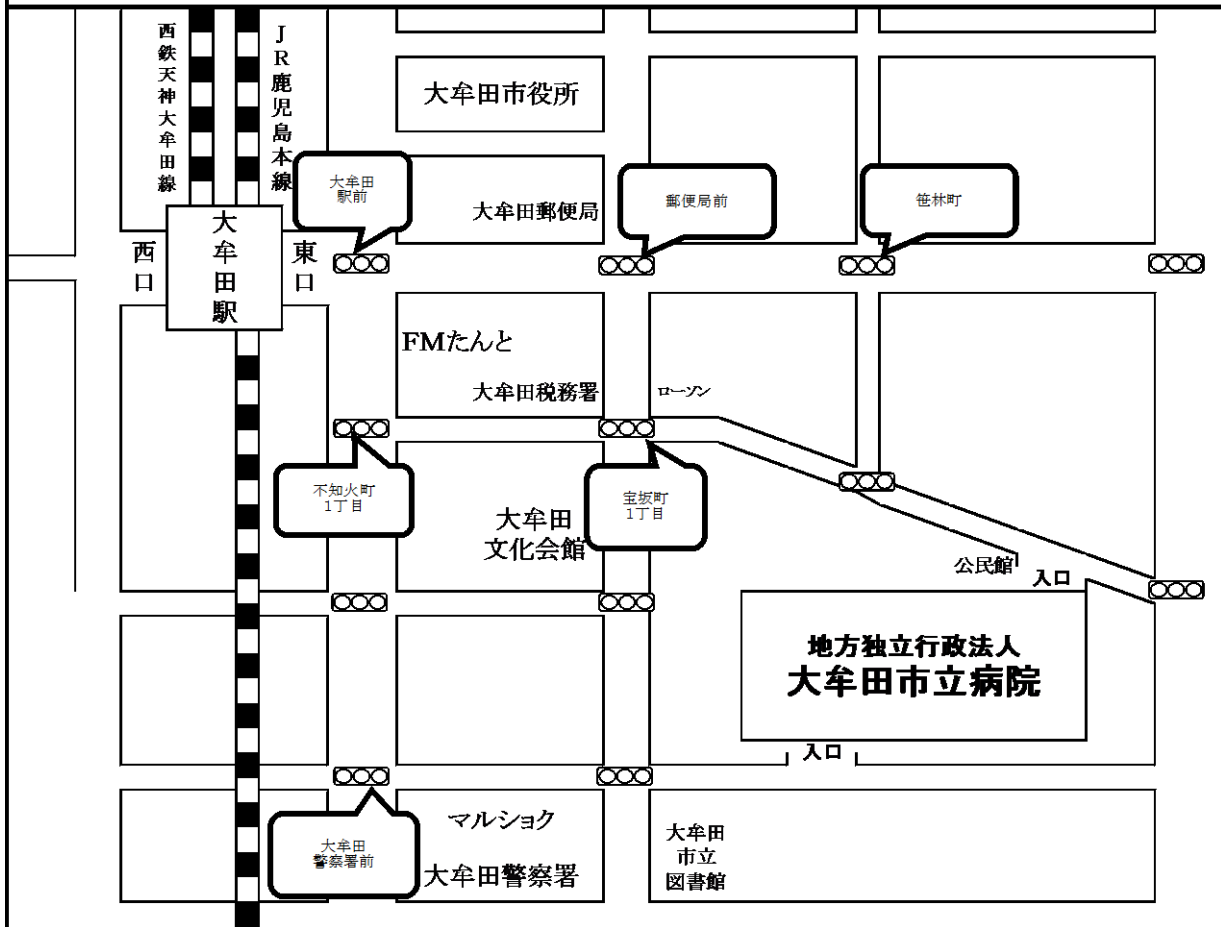 西鉄天神大牟田線
JR鹿児島本線
大牟田市役所
大牟田
駅前
大牟田郵便局
郵便局前
笹林町
西口
大牟田駅
東口
FMたんと
大牟田税務署
ローソン
不知火町
1丁目
宝坂町
1丁目
大牟田
文化会館
公民館
入口
地方独立行政法人
大牟田市立病院
入口
マルショク
大牟田
警察署前
大牟田警察署
大牟田
市立
図書館